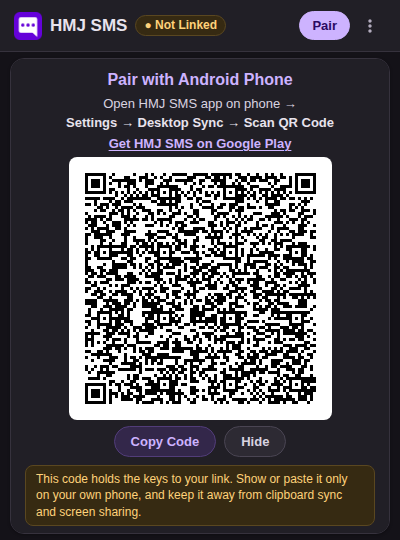 HMJ SMS
● Not Linked
Pair
Pair with Android Phone
Open HMJ SMS app on phone →
Settings → Desktop Sync → Scan QR Code
Get HMJ SMS on Google Play
Copy Code
Hide
This code holds the keys to your link. Show or paste it only
on your own phone, and keep it away from clipboard sync
and screen sharing.